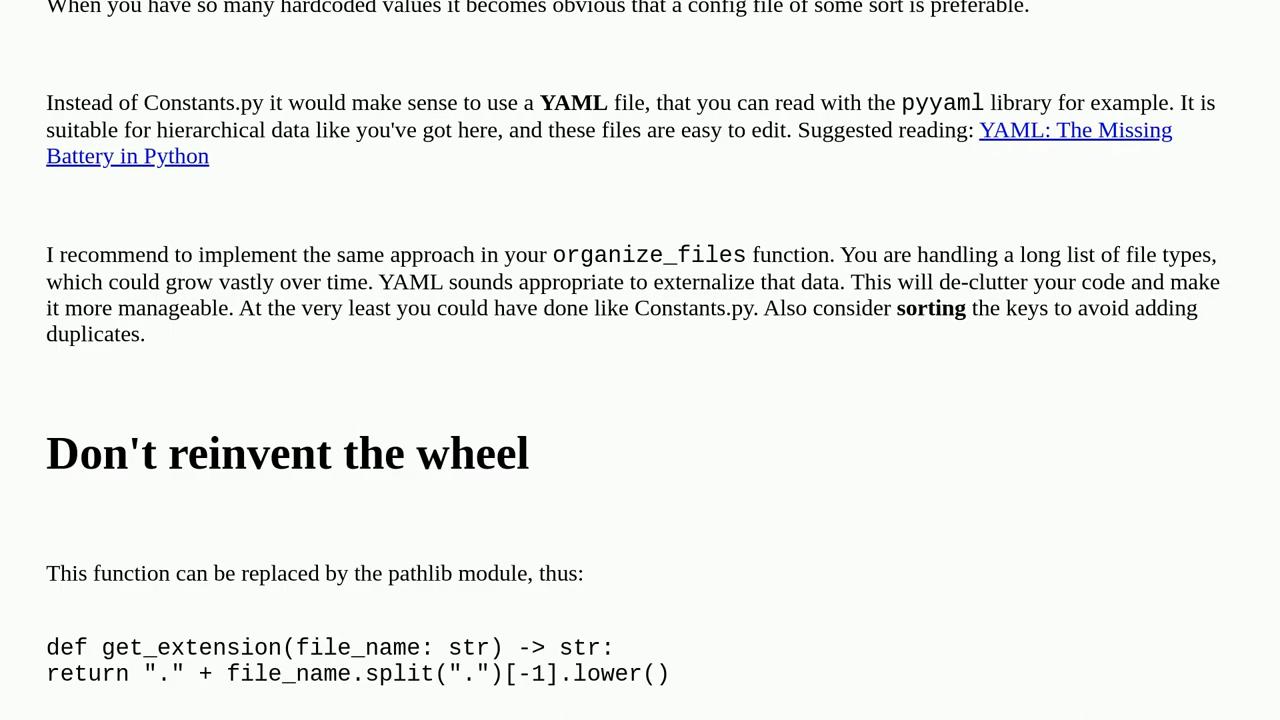 When you have so many hardcoded values it becomes obvious that a config file of some sort is preferable.
Instead of Constants.py it would make sense to use a YAML file, that you can read with the pyyaml library for example. It is
suitable for hierarchical data like you've got here, and these files are easy to edit. Suggested reading: YAML: The Missing
Battery in Python
I recommend to implement the same approach in your organize_files function. You are handling a long list of file types,
which could grow vastly over time. YAML sounds appropriate to externalize that data. This will de-clutter your code and make
it more manageable. At the very least you could have done like Constants.py. Also consider sorting the keys to avoid adding
duplicates.
Don't reinvent the wheel
This function can be replaced by the pathlib module, thus:
def get_extension(file_name: str) -> str:
return "." + file_name.split(".")[-1].lower()